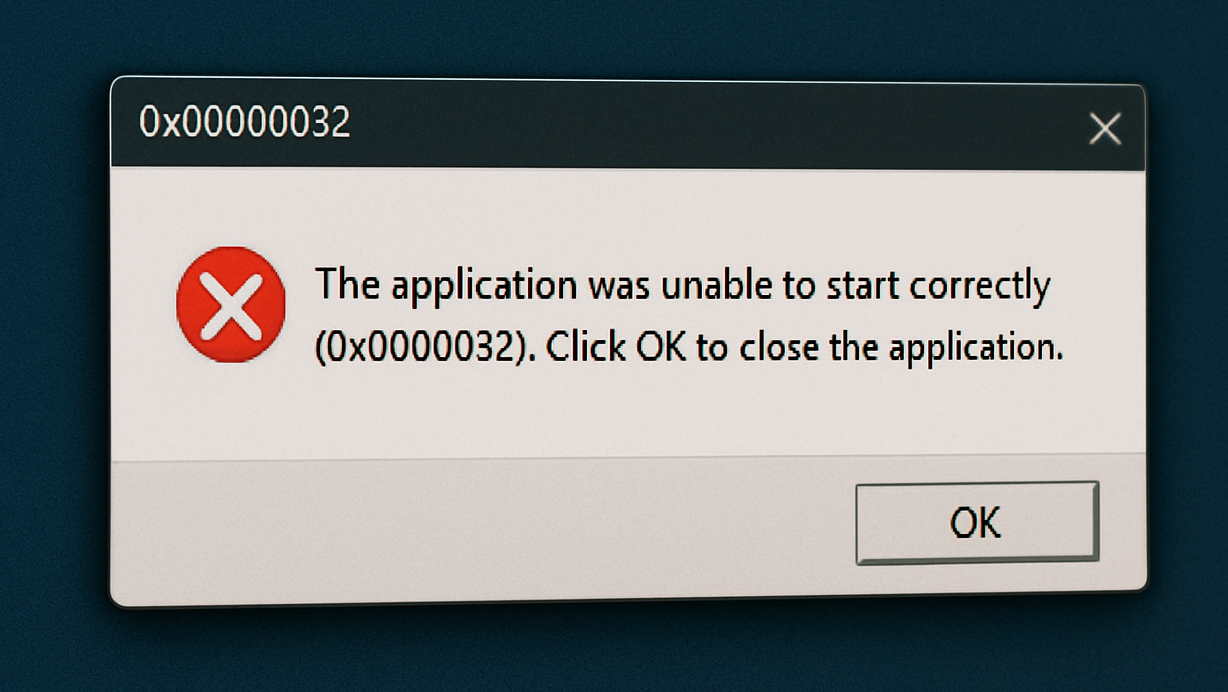 0x00000032
The application was unable to start correctly
(0x0000032). Click OK to close the application.
OK